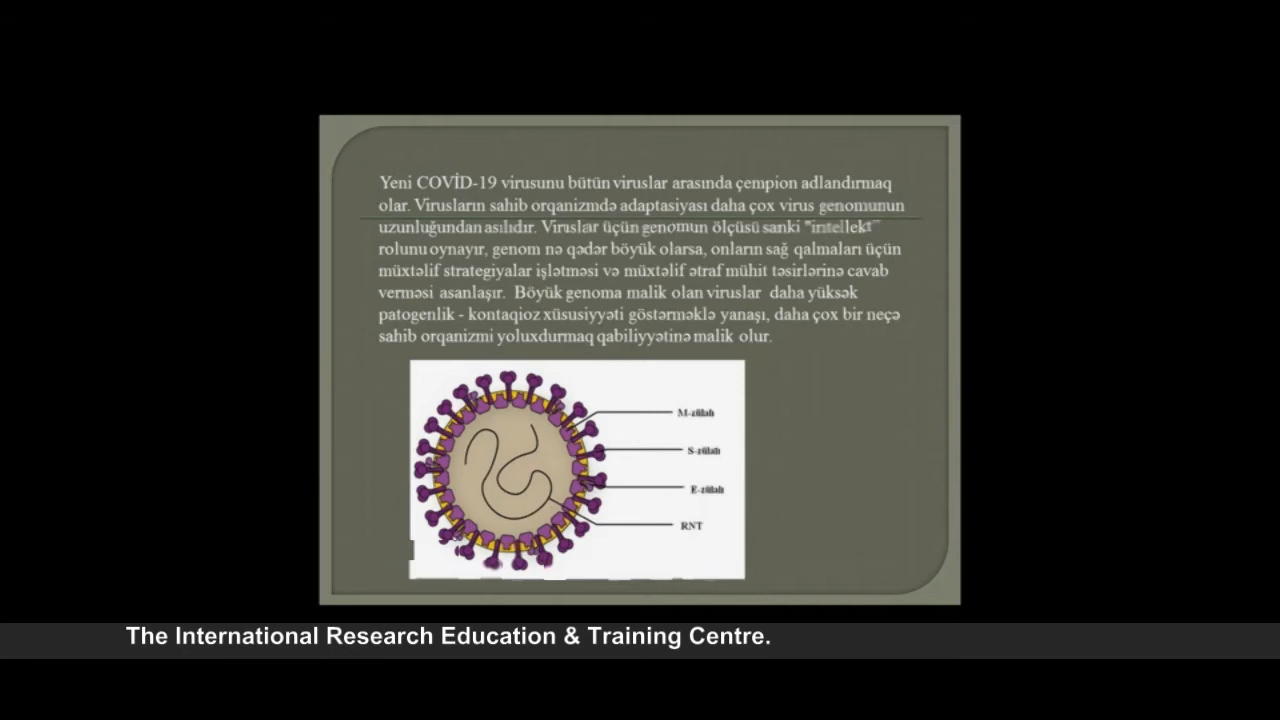 Yeni COVİD-19 virusunu bütün viruslar arasında çempion adlandırmaq
olar. Virusların sahib orqanizmdə adaptasiyası daha çox virus genomunun
uzunluğundan asılıdır. Viruslar üçün genomun ölçüsü sanki "intellekt"
rolunu oynayır, genom nə qədər böyük olarsa, onların sağ qalmaları üçün
müxtəlif strategiyalar işlətməsi və müxtəlif ətraf mühit təsirlərinə cavab
verməsi asanlaşır. Böyük genoma malik olan viruslar daha yüksək
patogenlik - kontaqioz xüsusiyyəti göstərməklə yanaşı, daha çox bir neçə
sahib orqanizmi yoluxdurmaq qabiliyyətinə malik olur.
M-zülalı
S-zülalı
E-zülalı
RNT
The International Research Education & Training Centre.